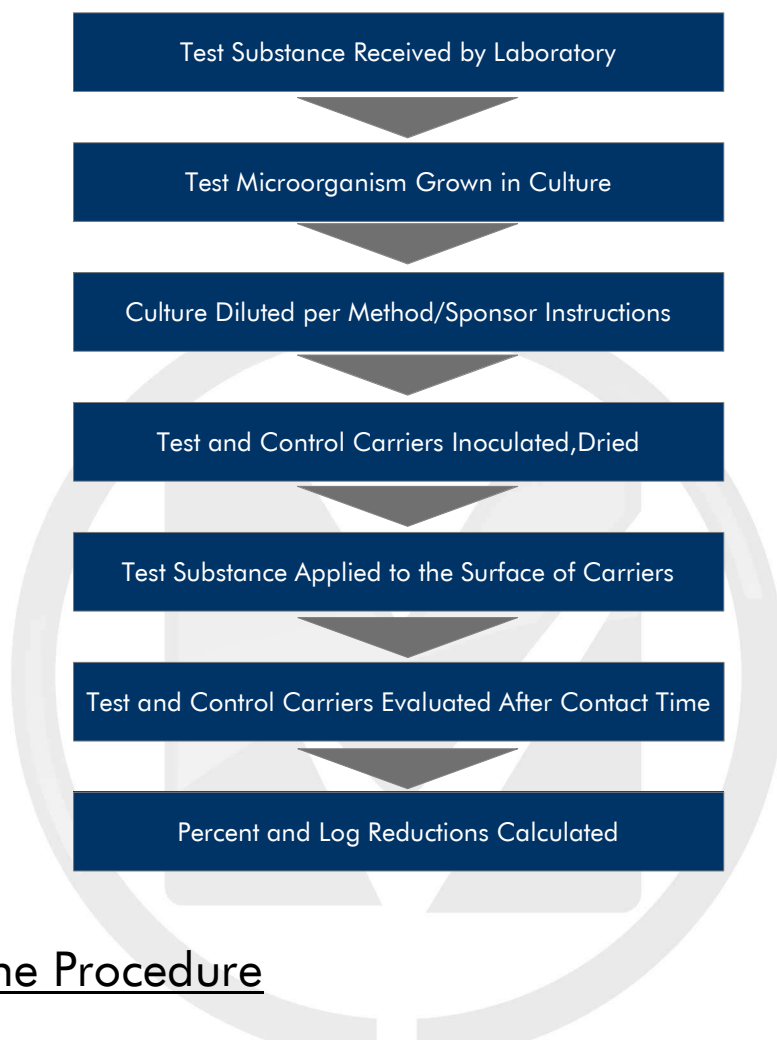 Test Substance Received by Laboratory
Test Microorganism Grown in Culture
Culture Diluted per Method/Sponsor Instructions
Test and Control Carriers Inoculated,Dried
Test Substance Applied to the Surface of Carriers
Test and Control Carriers Evaluated After Contact Time
Percent and Log Reductions Calculated
Procedure